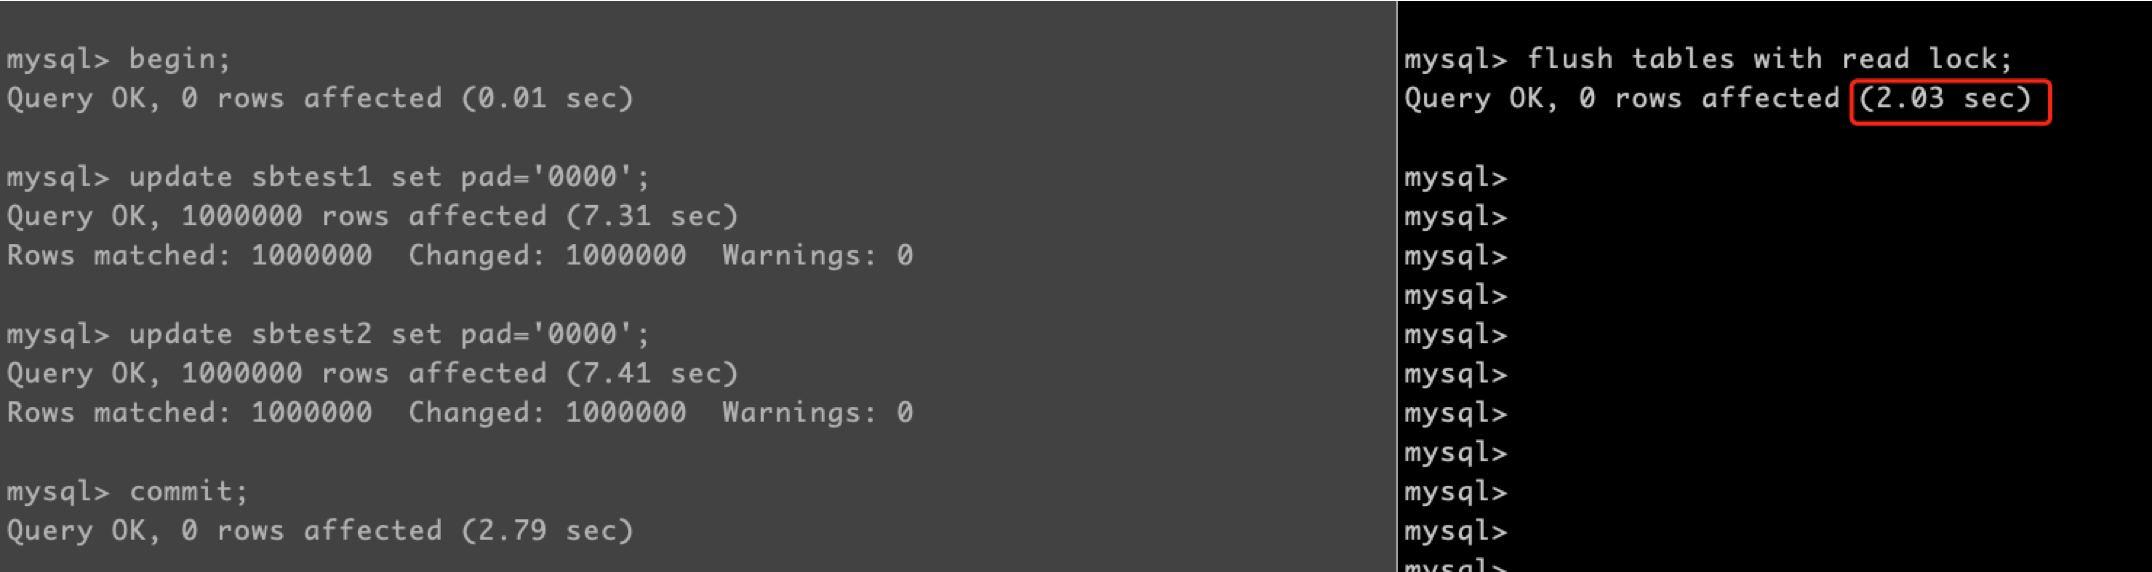 mysql> begin;
Query OK, 0 rows affected (0.01 sec)
mysql> update sbtest1 set pad='0000';
Query OK, 1000000 rows affected (7.31 sec)
Rows matched: 1000000  Changed: 1000000  Warnings: 0
mysql> update sbtest2 set pad='0000';
Query OK, 1000000 rows affected (7.41 sec)
Rows matched: 1000000  Changed: 1000000  Warnings: 0
mysql> commit;
Query OK, 0 rows affected (2.79 sec)
mysql> flush tables with read lock;
Query OK, 0 rows affected (2.03 sec)
mysql>
mysql>
mysql>
mysql>
mysql>
mysql>
mysql>
mysql>
mysql>
mysql>
mysql>